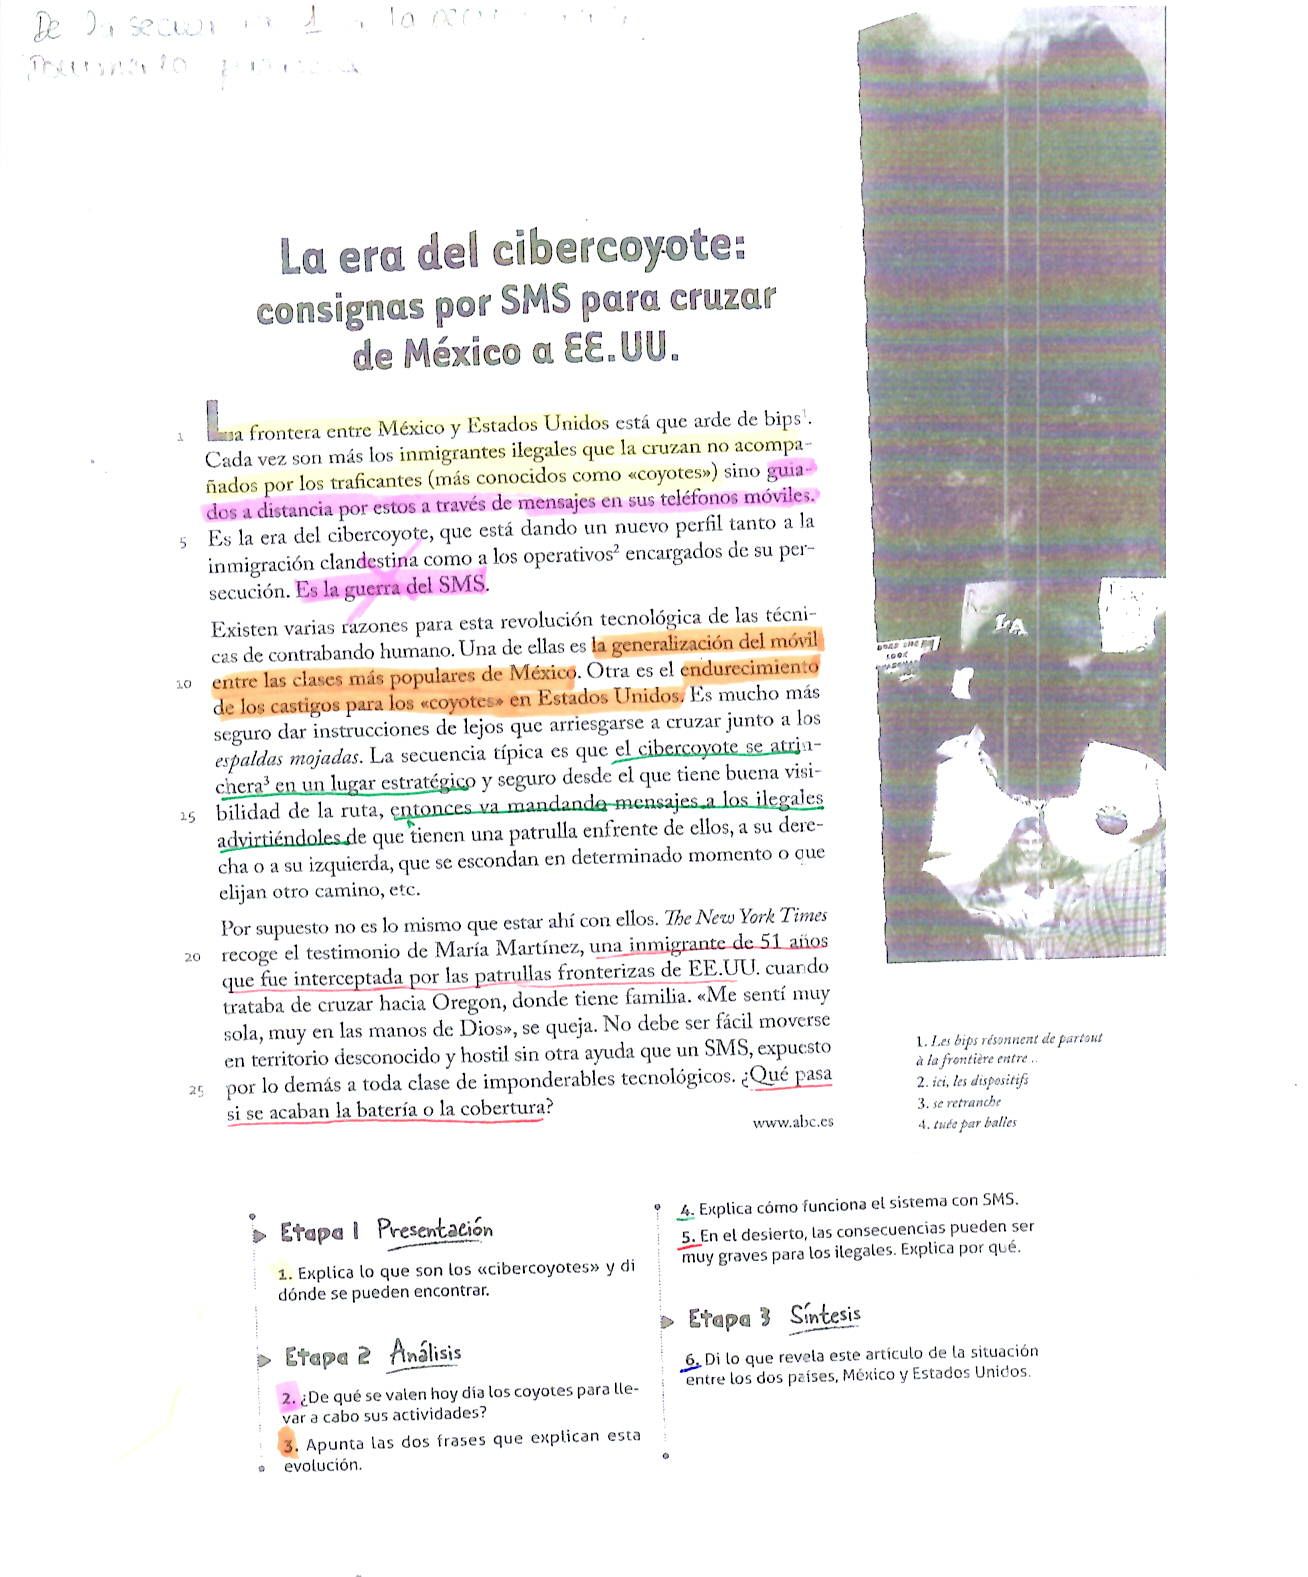 De la
La era del cibercoyote:
consignas por SMS para cruzar
de México a EE.UU.
1 La frontera entre México y Estados Unidos está que arde de bips¹.
Cada vez son más los inmigrantes ilegales que la cruzan no acompa-
ñados por los traficantes (más conocidos como «coyotes») sino guia-
dos a distancia por estos a través de mensajes en sus teléfonos móviles.
5 Es la era del cibercoyote, que está dando un nuevo perfil tanto a la
inmigración clandestina como a los operativos² encargados de su per-
secución. Es la guerra del SMS.
Existen varias razones para esta revolución tecnológica de las técni-
cas de contrabando humano. Una de ellas es la generalización del móvil
10 entre las clases más populares de México. Otra es el endurecimiento
de los castigos para los «coyotes» en Estados Unidos. Es mucho más
seguro dar instrucciones de lejos que arriesgarse a cruzar junto a los
espaldas mojadas. La secuencia típica es que el cibercoyote se atrin-
chera³ en un lugar estratégico y seguro desde el que tiene buena visi-
15 bilidad de la ruta, entonces va mandando mensajes a los ilegales
advirtiéndoles de que tienen una patrulla enfrente de ellos, a su dere-
cha o a su izquierda, que se escondan en determinado momento o que
elijan otro camino, etc.
Por supuesto no es lo mismo que estar ahí con ellos. The New York Times
20 recoge el testimonio de María Martínez, una inmigrante de 51 años
que fue interceptada por las patrullas fronterizas de EE.UU. cuando
trataba de cruzar hacia Oregon, donde tiene familia. «Me sentí muy
sola, muy en las manos de Dios», se queja. No debe ser fácil moverse
en territorio desconocido y hostil sin otra ayuda que un SMS, expuesto
25 por lo demás a toda clase de imponderables tecnológicos. ¿Qué pasa
si se acaban la batería o la cobertura?
www.abc.es
1. Les bips résonnent de partout
à la frontière entre ..
2. ici, les dispositifs
3. se retranche
4. tuée par balles
Etapa 1 Presentación
1. Explica lo que son los «cibercoyotes» y di
dónde se pueden encontrar.
Etapa 2 Análisis
2. ¿De qué se valen hoy día los coyotes para lle-
var a cabo sus actividades?
3. Apunta las dos frases que explican esta
evolución.
4. Explica cómo funciona el sistema con SMS.
5. En el desierto, las consecuencias pueden ser
muy graves para los ilegales. Explica por qué.
Etapa 3 Síntesis
6. Di lo que revela este artículo de la situación
entre los dos países, México y Estados Unidos.